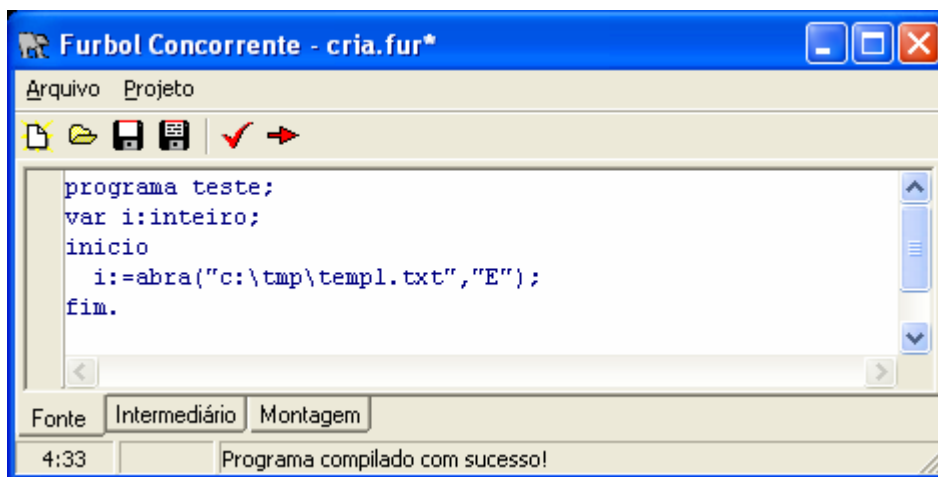 Furbol Concorrente - cria.fur*
Arquivo Projeto
programa teste;
var i:inteiro;
inicio
  i:=abra("c:\tmp\temp1.txt","E");
fim.
Fonte Intermediário Montagem
4:33 Programa compilado com sucesso!